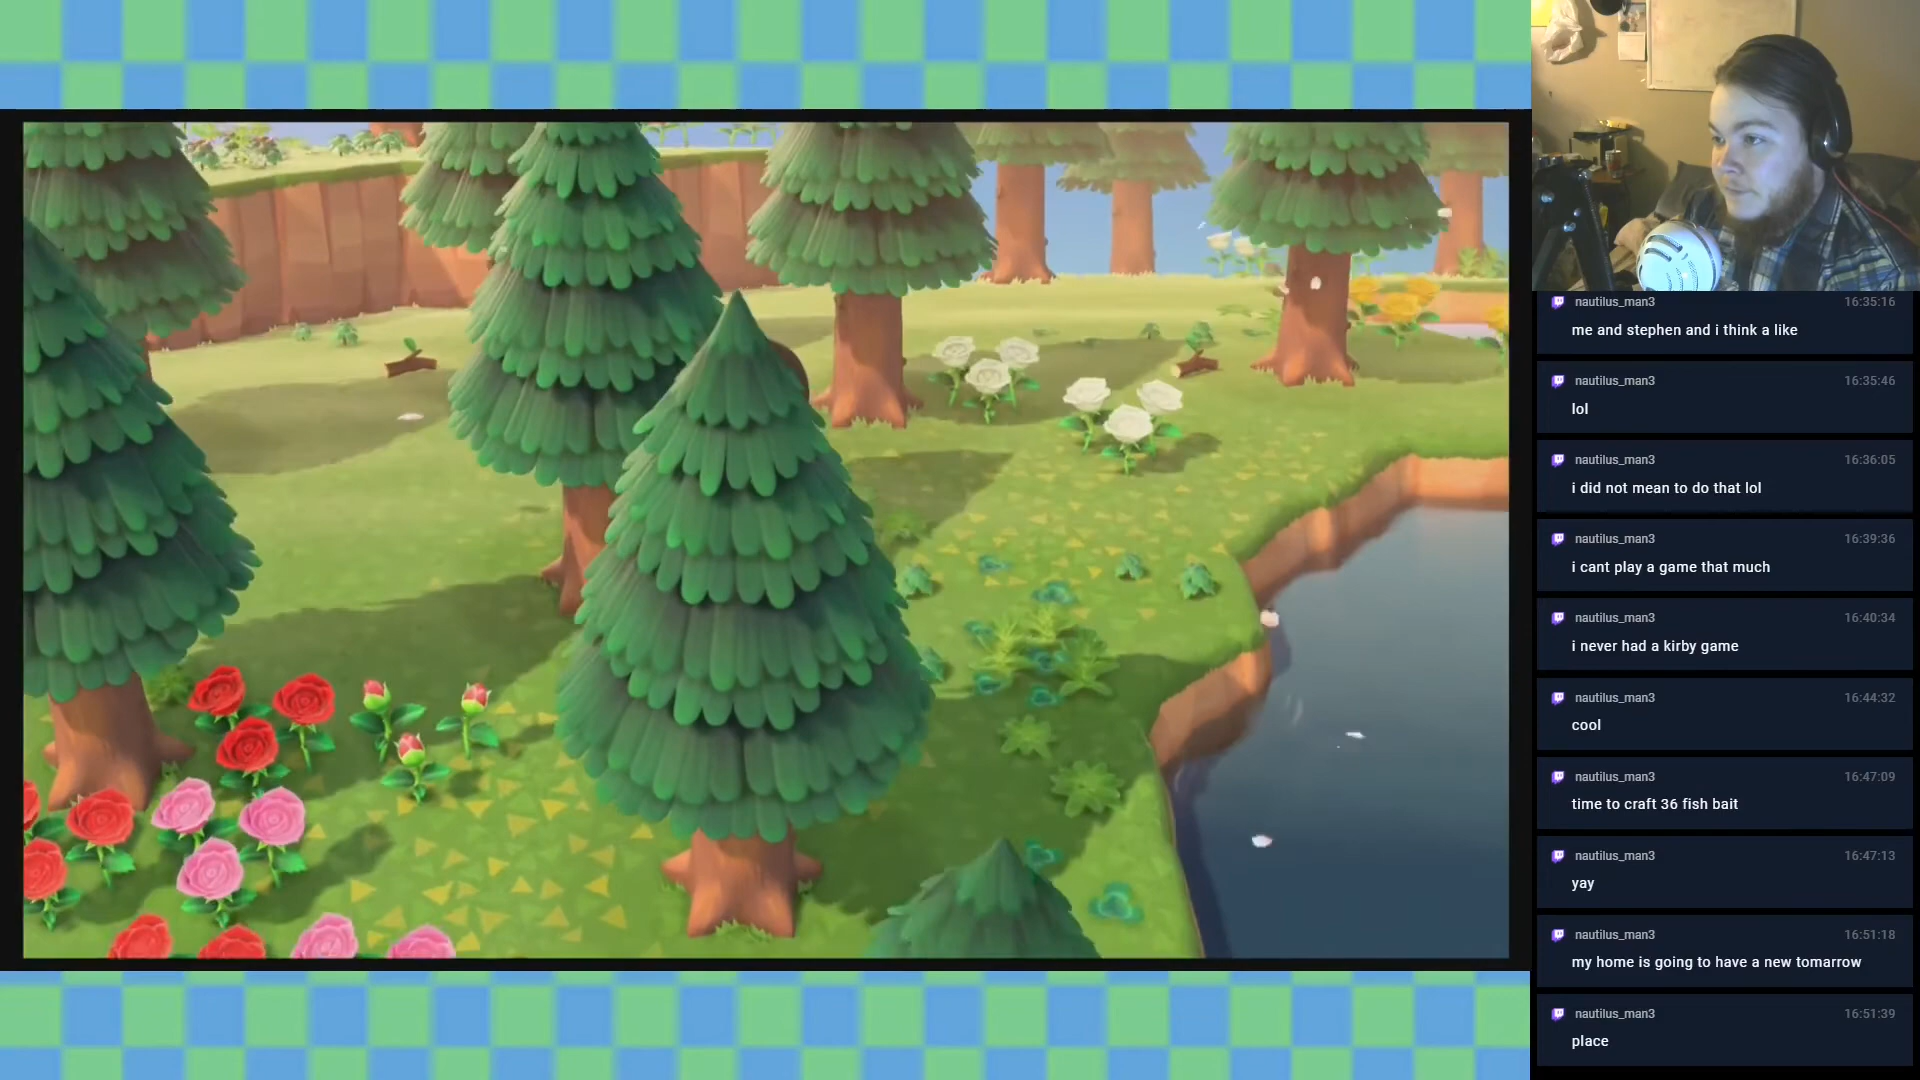 nautilus_man3 16:35:16
me and stephen and i think a like
nautilus_man3 16:35:46
lol
nautilus_man3 16:36:05
i did not mean to do that lol
nautilus_man3 16:39:36
i cant play a game that much
nautilus_man3 16:40:34
i never had a kirby game
nautilus_man3 16:44:32
cool
nautilus_man3 16:47:09
time to craft 36 fish bait
nautilus_man3 16:47:13
yay
nautilus_man3 16:51:18
my home is going to have a new tomarrow
nautilus_man3 16:51:39
place